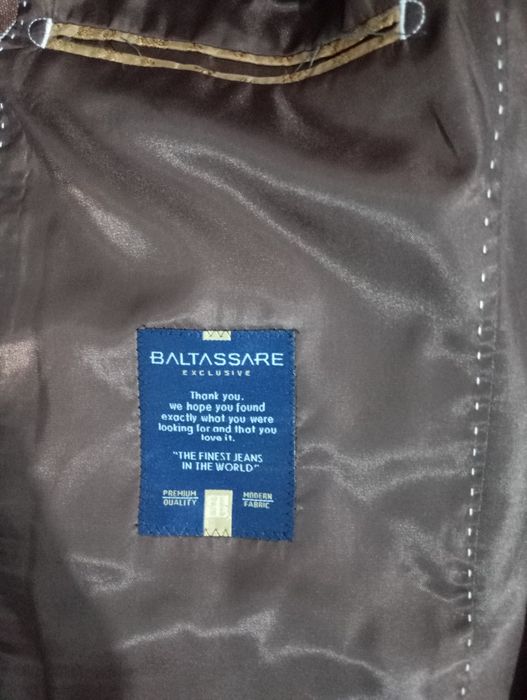 BALTASSARE
EXCLUSIVE
Thank you.
we hope you found
exactly what you were
looking for and that you
love it.
"THE FINEST JEANS
IN THE WORLD"
PREMIUM
QUALITY
MODERN
FABRIC